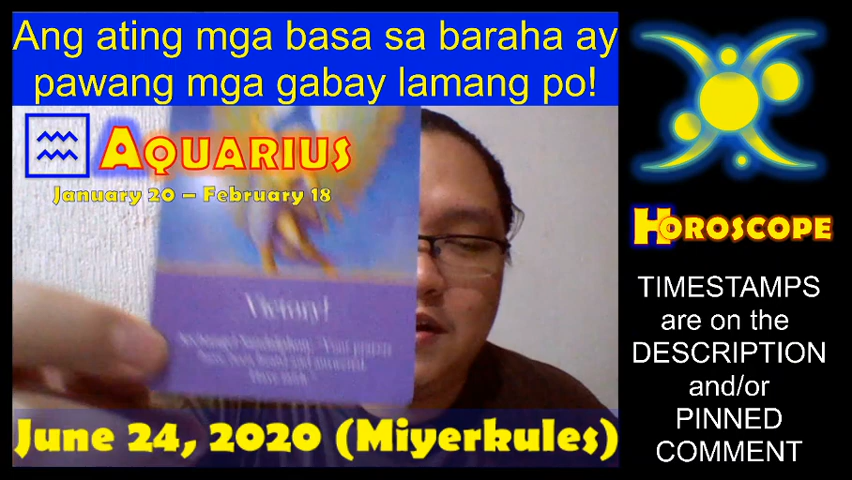 Ang ating mga basa sa baraha ay
pawang mga gabay lamang po!
AQUARIUS
January 20 – February 18
Victory!
HOROSCOPE
TIMESTAMPS
are on the
DESCRIPTION
and/or
PINNED
COMMENT
June 24, 2020 (Miyerkules)